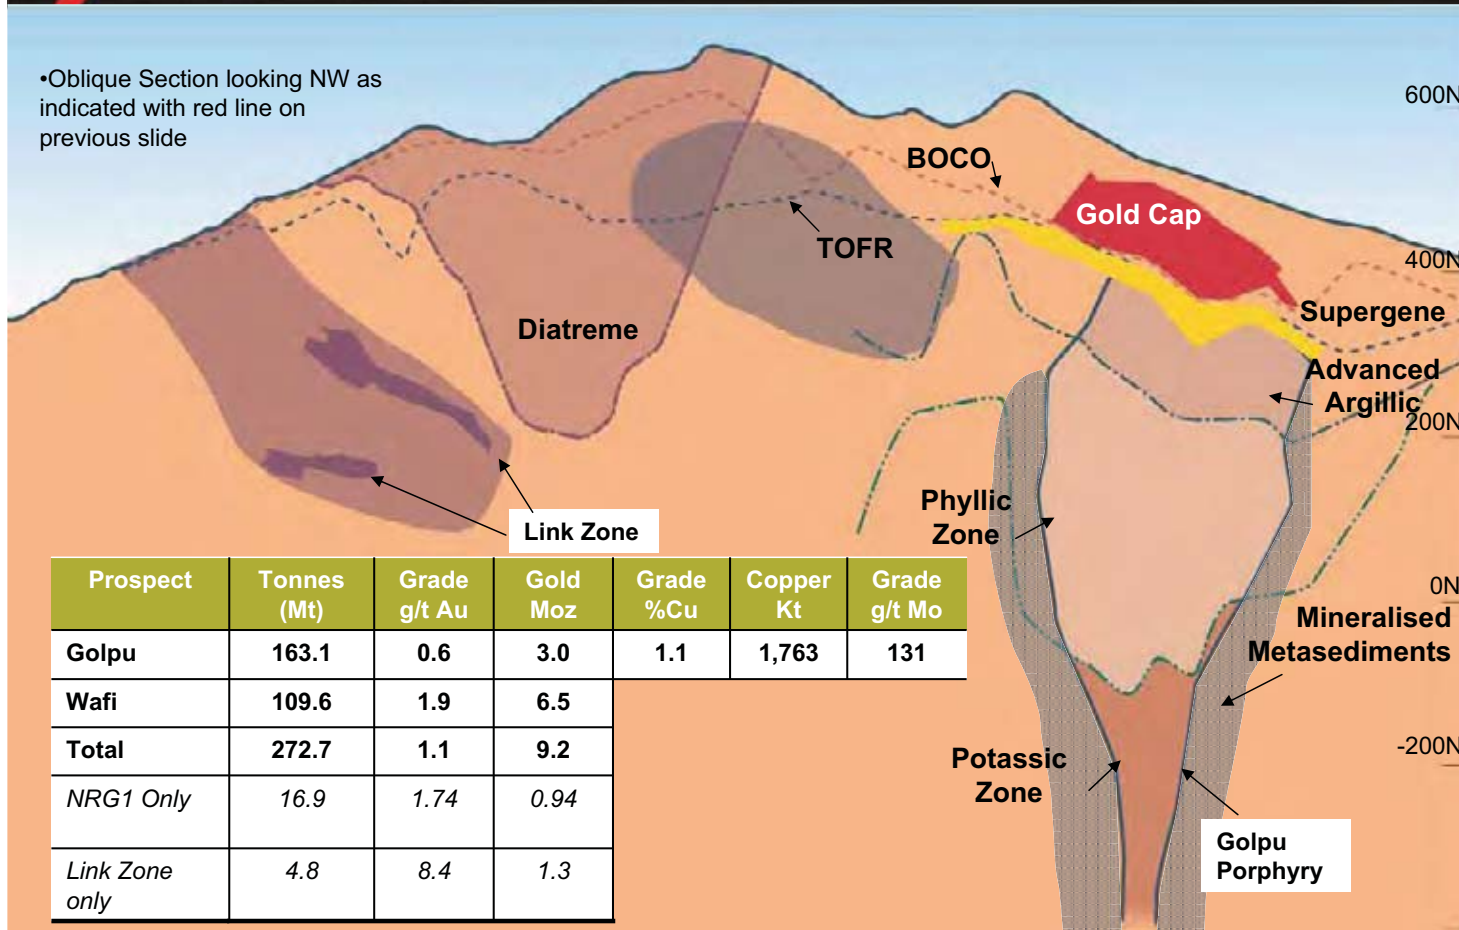 •Oblique Section looking NW as
indicated with red line on
previous slide
600N
BOCO
Gold Cap
TOFR
400N
Supergene
Diatreme
Advanced
Argillic
200N
Phyllic
Zone
Link Zone
0N
Mineralised
Metasediments
-200N
Potassic
Zone
Golpu
Porphyry
Prospect Tonnes (Mt) Grade g/t Au Gold Moz Grade %Cu Copper Kt Grade g/t Mo
Golpu 163.1 0.6 3.0 1.1 1,763 131
Wafi 109.6 1.9 6.5
Total 272.7 1.1 9.2
NRG1 Only 16.9 1.74 0.94
Link Zone only 4.8 8.4 1.3